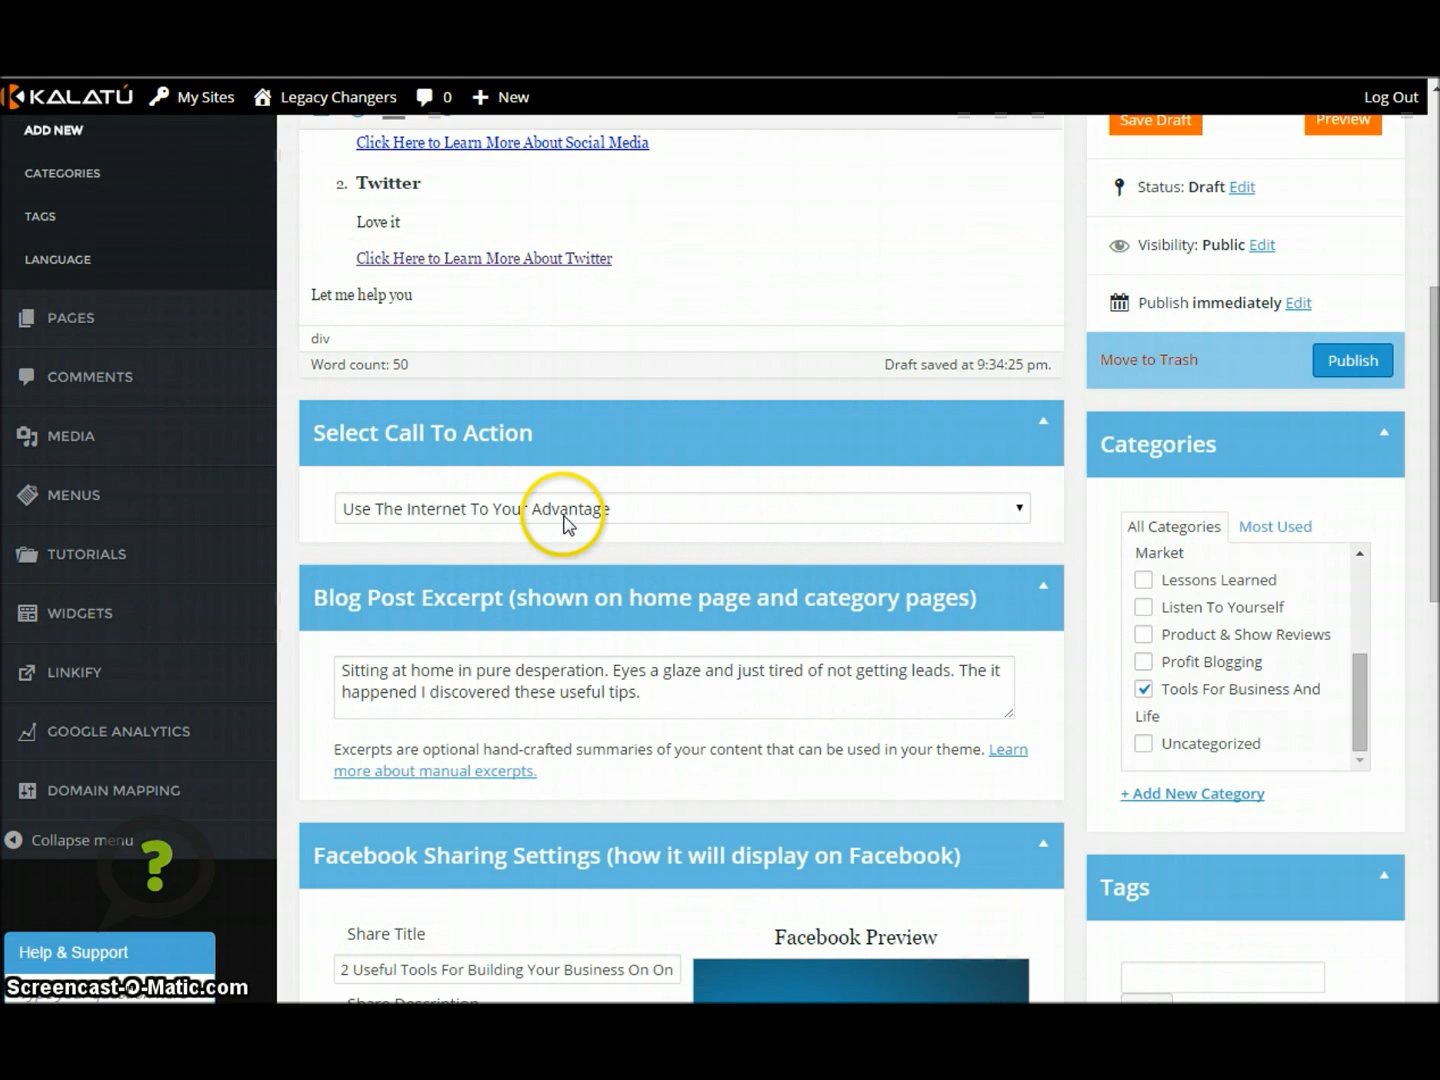 KALATÚ My Sites Legacy Changers 0 New Log Out
ADD NEW
CATEGORIES
TAGS
LANGUAGE
PAGES
COMMENTS
MEDIA
MENUS
TUTORIALS
WIDGETS
LINKIFY
GOOGLE ANALYTICS
DOMAIN MAPPING
Collapse menu
?
Help & Support
Screencast-O-Matic.com
Click Here to Learn More About Social Media
2. Twitter
Love it
Click Here to Learn More About Twitter
Let me help you
div
Word count: 50 Draft saved at 9:34:25 pm.
Select Call To Action
Use The Internet To Your Advantage
Blog Post Excerpt (shown on home page and category pages)
Sitting at home in pure desperation. Eyes a glaze and just tired of not getting leads. The it
happened I discovered these useful tips.
Excerpts are optional hand-crafted summaries of your content that can be used in your theme. Learn
more about manual excerpts.
Facebook Sharing Settings (how it will display on Facebook)
Share Title
2 Useful Tools For Building Your Business On On
Share Description
Facebook Preview
Save Draft Preview
Status: Draft Edit
Visibility: Public Edit
Publish immediately Edit
Move to Trash Publish
Categories
All Categories Most Used
Market
Lessons Learned
Listen To Yourself
Product & Show Reviews
Profit Blogging
Tools For Business And
Life
Uncategorized
+ Add New Category
Tags